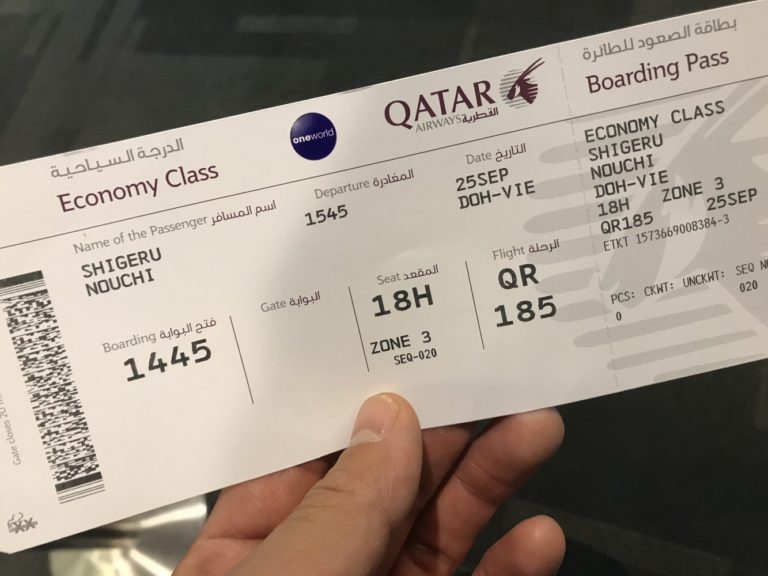 الدرجة السياحية
Economy Class
oneworld
QATAR
AIRWAYS القطرية
بطاقة الصعود للطائرة
Boarding Pass
Name of the Passenger اسم المسافر
SHIGERU
NOUCHI
Departure المغادرة
1545
Date التاريخ
25SEP
DOH-VIE
Boarding فتح البوابة
1445
Gate البوابة
Seat المقعد
18H
ZONE 3
SEQ-020
Flight الرحلة
QR
185
ECONOMY CLASS
SHIGERU
NOUCHI
DOH-VIE
18H ZONE 3
QR185 25SEP
ETKT 1573669008384-3
PCS: CKWT: UNCKWT: SEQ
0 020
Gate closes 20